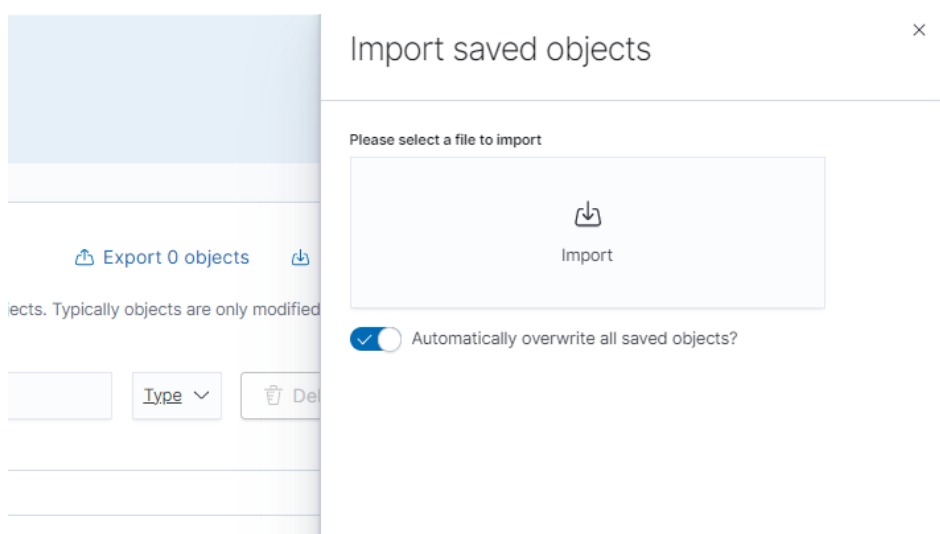 Import saved objects
Please select a file to import
Import
Automatically overwrite all saved objects?
Export 0 objects
jects. Typically objects are only modified
Type
Del